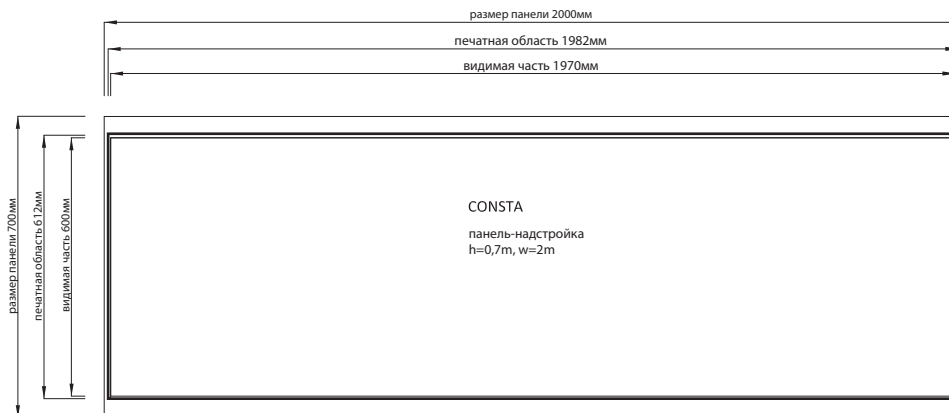 размер панели 2000мм
печатная область 1982мм
видимая часть 1970мм
размер панели 700мм
печатная область 612мм
видимая часть 600мм
CONSTA
панель-надстройка
h=0,7m, w=2m